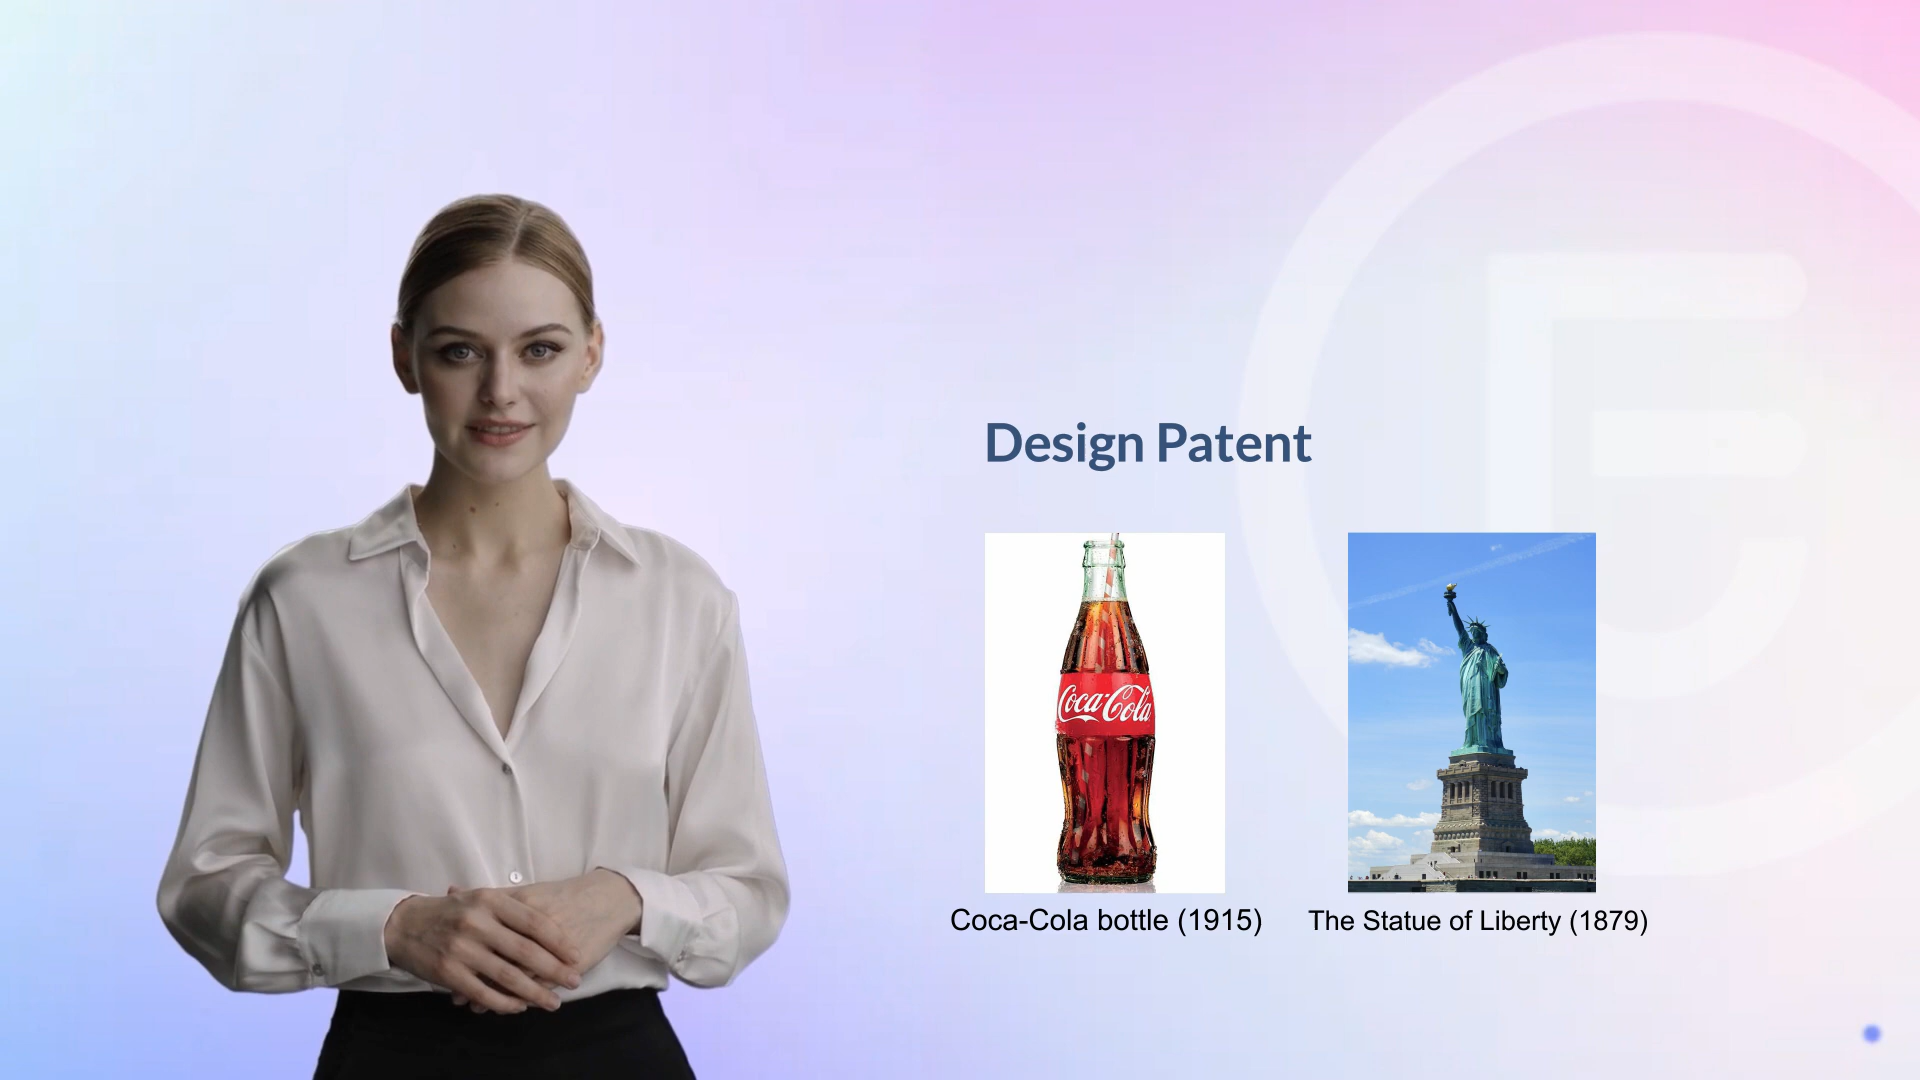 Design Patent
Coca-Cola
Coca-Cola bottle (1915)
The Statue of Liberty (1879)